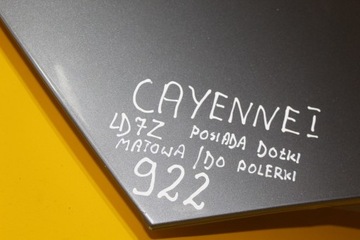 CAYENNE I
LD7Z POSIADA DOŁKI
MATOWA / DO POLERKI
922